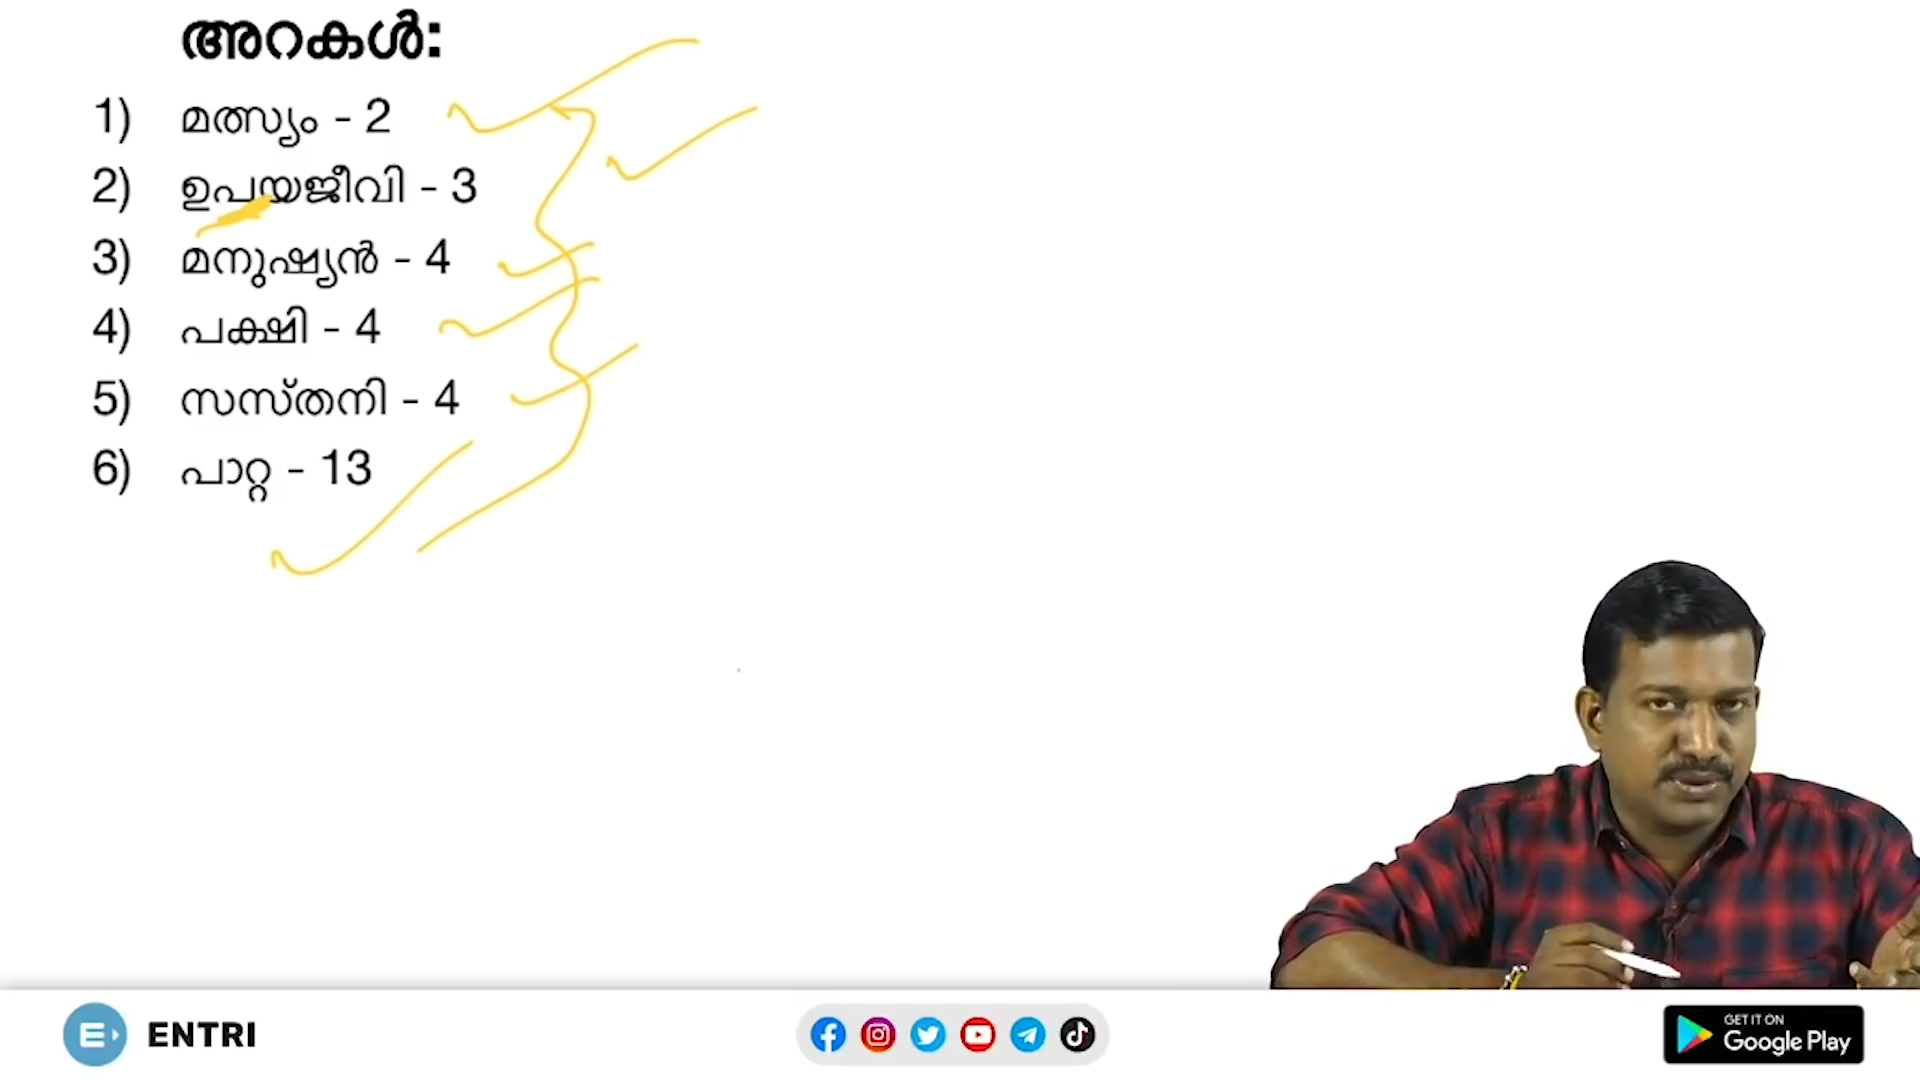 അറകൾ:
1) മത്സ്യം - 2
2) ഉപയജീവി - 3
3) മനുഷ്യൻ - 4
4) പക്ഷി - 4
5) സസ്തനി - 4
6) പാറ്റ - 13
E ENTRI
GET IT ON
Google Play